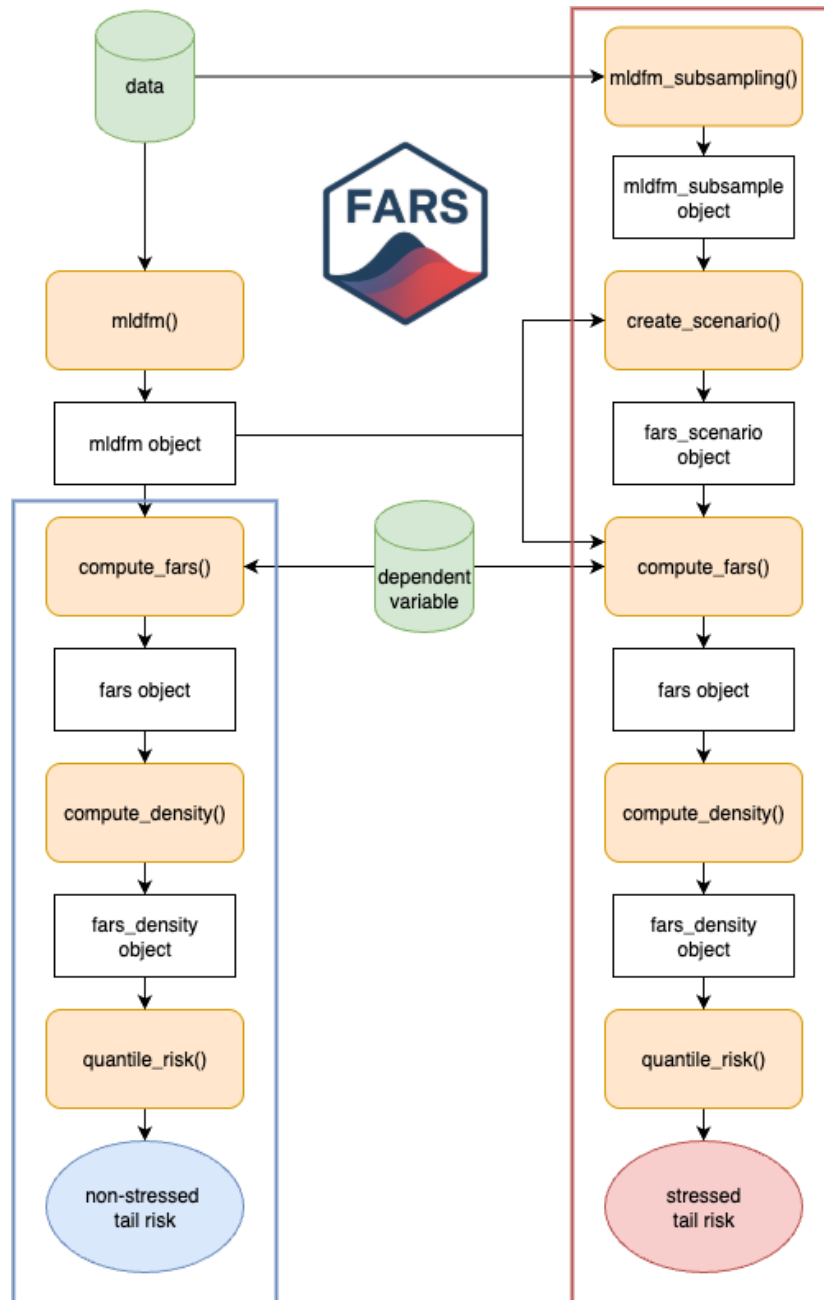 data
mldfm_subsampling()
mldfm_subsample
object
FARS
mldfm()
create_scenario()
mldfm object
fars_scenario
object
compute_fars()
dependent
variable
compute_fars()
fars object
fars object
compute_density()
compute_density()
fars_density
object
fars_density
object
quantile_risk()
quantile_risk()
non-stressed
tail risk
stressed
tail risk